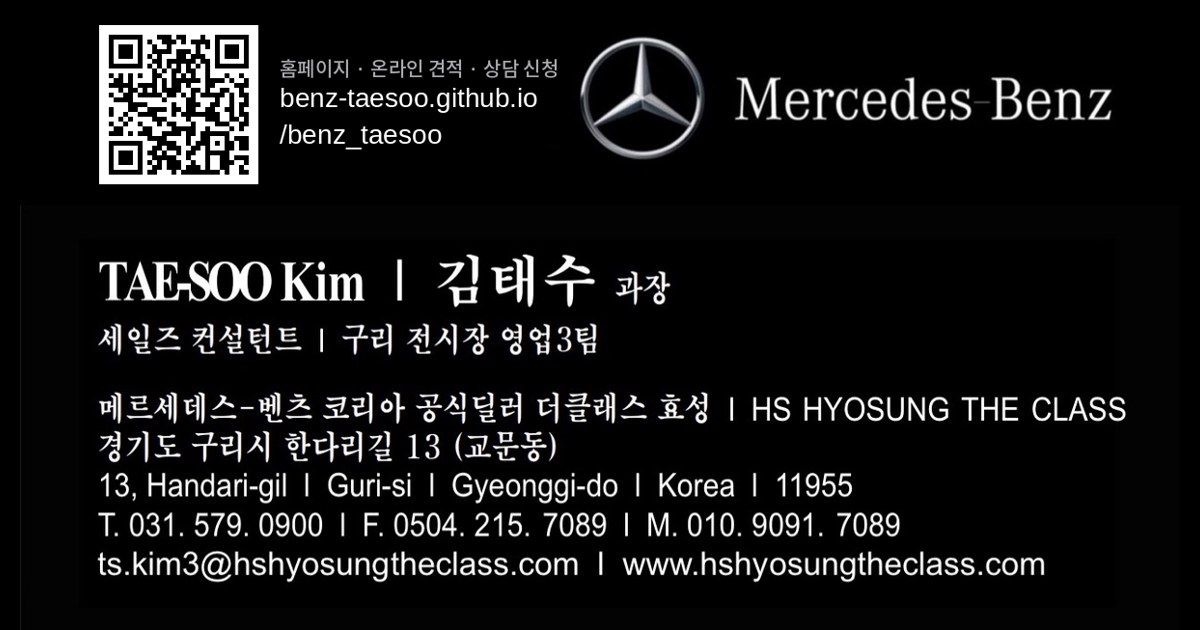 홈페이지 · 온라인 견적 · 상담 신청
benz-taesoo.github.io
/benz_taesoo
Mercedes-Benz
TAE-SOO Kim | 김태수 과장
세일즈 컨설턴트 | 구리 전시장 영업3팀
메르세데스-벤츠 코리아 공식딜러 더클래스 효성 | HS HYOSUNG THE CLASS
경기도 구리시 한다리길 13 (교문동)
13, Handari-gil | Guri-si | Gyeonggi-do | Korea | 11955
T. 031. 579. 0900 | F. 0504. 215. 7089 | M. 010. 9091. 7089
ts.kim3@hshyosungtheclass.com | www.hshyosungtheclass.com